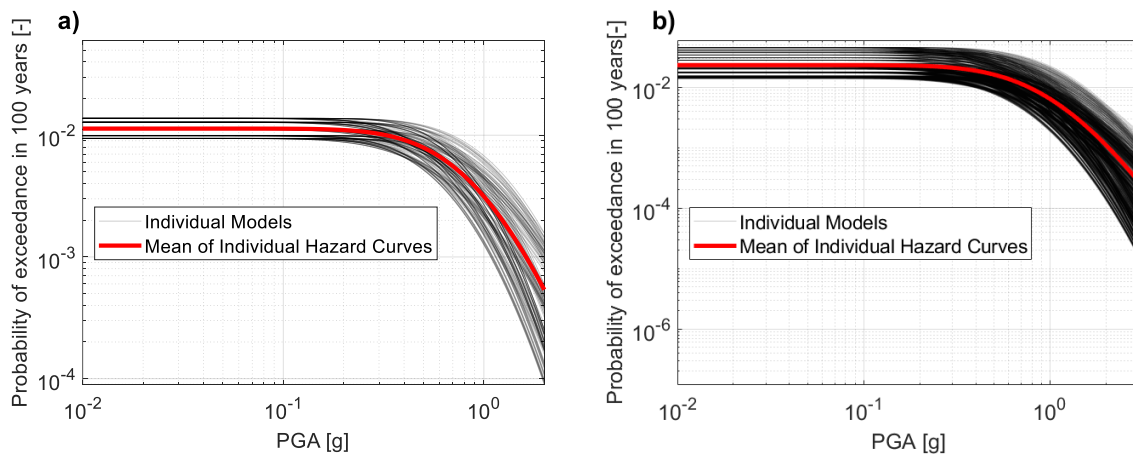 a)
Probability of exceedance in 100 years [-]
10^-2
10^-3
10^-4
Individual Models
Mean of Individual Hazard Curves
10^-2
10^-1
10^0
PGA [g]
b)
Probability of exceedance in 100 years[-]
10^-2
10^-4
10^-6
Individual Models
Mean of Individual Hazard Curves
10^-2
10^-1
10^0
PGA [g]